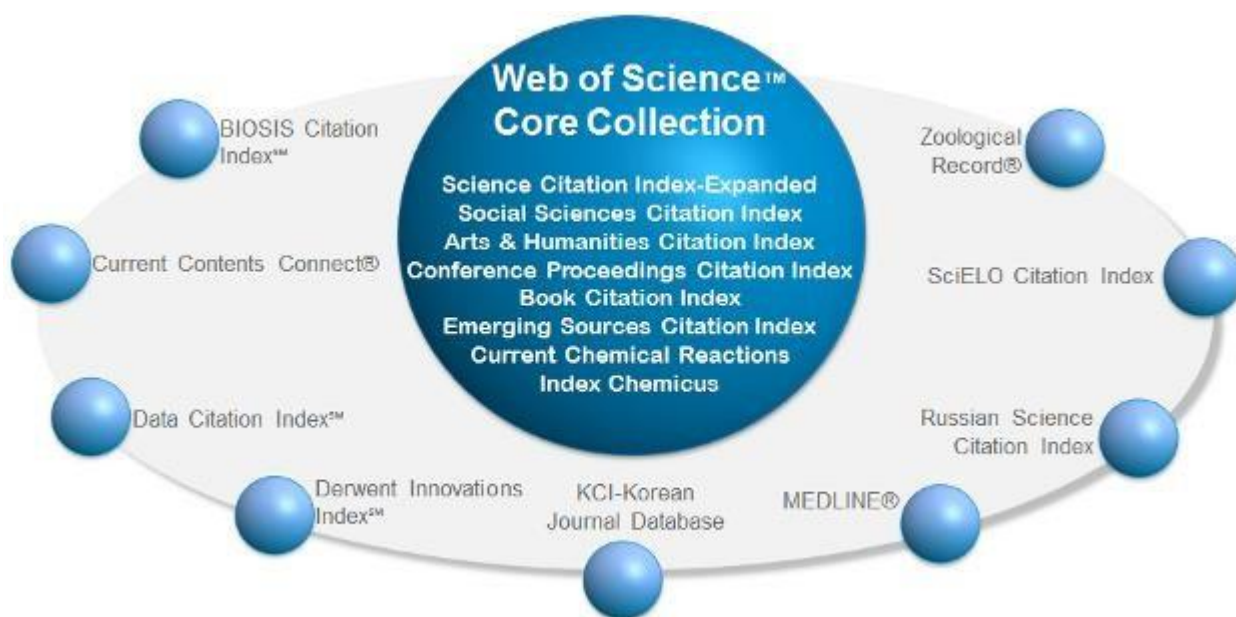 Web of Science™
Core Collection
Science Citation Index-Expanded
Social Sciences Citation Index
Arts & Humanities Citation Index
Conference Proceedings Citation Index
Book Citation Index
Emerging Sources Citation Index
Current Chemical Reactions
Index Chemicus
BIOSIS Citation
Index℠
Current Contents Connect®
Data Citation Index℠
Derwent Innovations
Index℠
KCI-Korean
Journal Database
MEDLINE®
Russian Science
Citation Index
SciELO Citation Index
Zoological
Record®